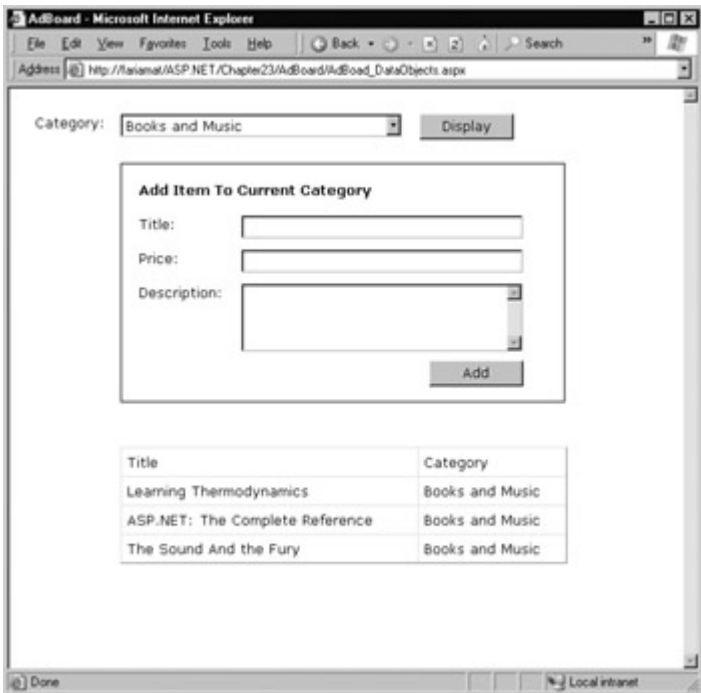 AdBoard - Microsoft Internet Explorer
File Edit View Favorites Tools Help Back Search »
Address http://fariamat/ASP.NET/Chapter23/AdBoard/AdBoad_DataObjects.aspx
Category: Books and Music Display
Add Item To Current Category
Title:
Price:
Description:
Add
Title Category
Learning Thermodynamics Books and Music
ASP.NET: The Complete Reference Books and Music
The Sound And the Fury Books and Music
Done Local intranet